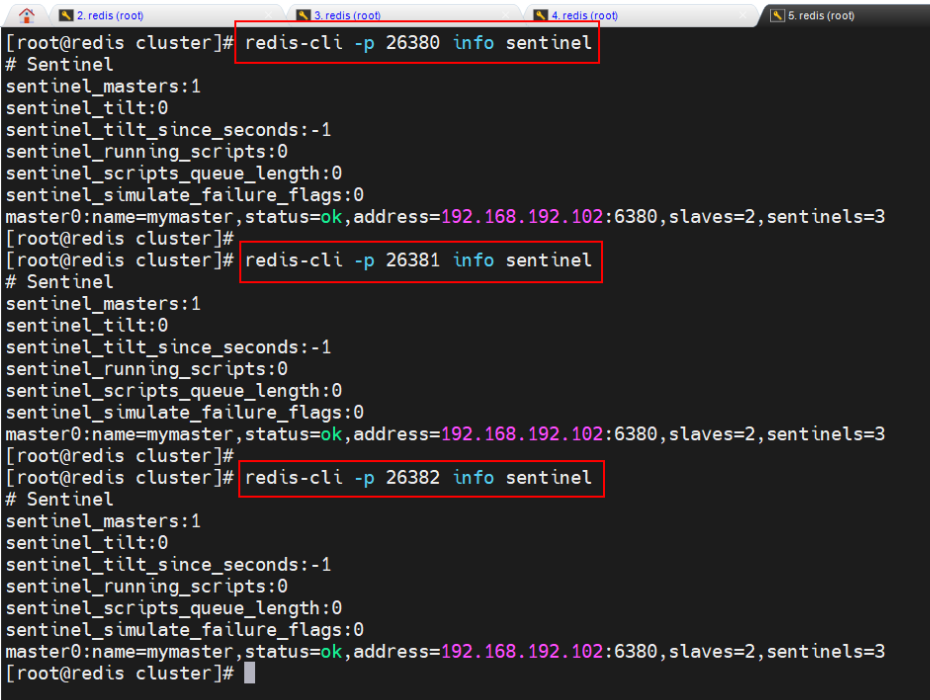 2. redis (root)
3. redis (root)
4. redis (root)
5. redis (root)
[root@redis cluster]# redis-cli -p 26380 info sentinel
# Sentinel
sentinel_masters:1
sentinel_tilt:0
sentinel_tilt_since_seconds:-1
sentinel_running_scripts:0
sentinel_scripts_queue_length:0
sentinel_simulate_failure_flags:0
master0:name=mymaster,status=ok,address=192.168.192.102:6380,slaves=2,sentinels=3
[root@redis cluster]#
[root@redis cluster]# redis-cli -p 26381 info sentinel
# Sentinel
sentinel_masters:1
sentinel_tilt:0
sentinel_tilt_since_seconds:-1
sentinel_running_scripts:0
sentinel_scripts_queue_length:0
sentinel_simulate_failure_flags:0
master0:name=mymaster,status=ok,address=192.168.192.102:6380,slaves=2,sentinels=3
[root@redis cluster]#
[root@redis cluster]# redis-cli -p 26382 info sentinel
# Sentinel
sentinel_masters:1
sentinel_tilt:0
sentinel_tilt_since_seconds:-1
sentinel_running_scripts:0
sentinel_scripts_queue_length:0
sentinel_simulate_failure_flags:0
master0:name=mymaster,status=ok,address=192.168.192.102:6380,slaves=2,sentinels=3
[root@redis cluster]#